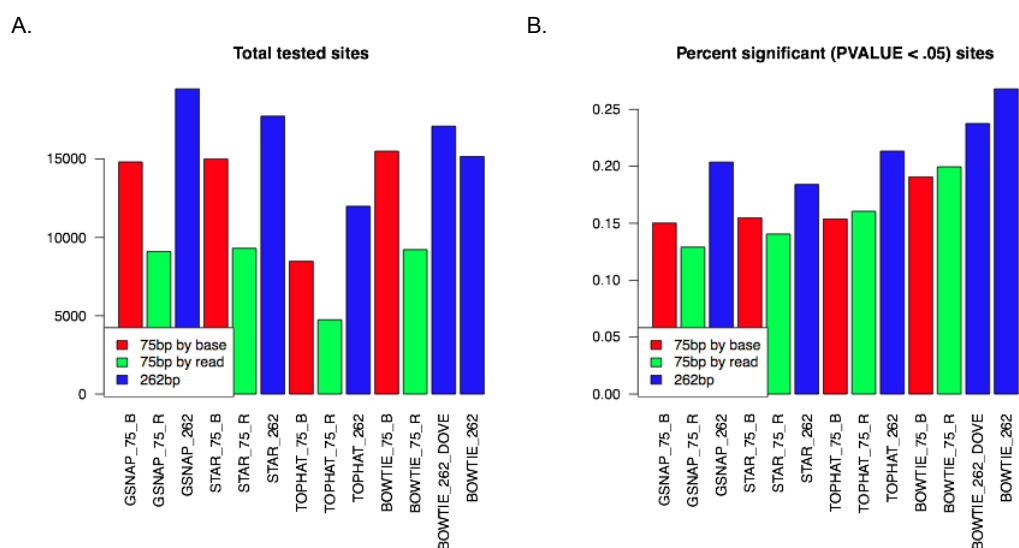 A.
Total tested sites
15000
10000
5000
0
75bp by base
75bp by read
262bp
GSNAP_75_B
GSNAP_75_R
GSNAP_262
STAR_75_B
STAR_75_R
STAR_262
TOPHAT_75_B
TOPHAT_75_R
TOPHAT_262
BOWTIE_75_B
BOWTIE_75_R
BOWTIE_262_DOVE
BOWTIE_262
B.
Percent significant (PVALUE < .05) sites
0.25
0.20
0.15
0.10
0.05
0.00
75bp by base
75bp by read
262bp
GSNAP_75_B
GSNAP_75_R
GSNAP_262
STAR_75_B
STAR_75_R
STAR_262
TOPHAT_75_B
TOPHAT_75_R
TOPHAT_262
BOWTIE_75_B
BOWTIE_75_R
BOWTIE_262_DOVE
BOWTIE_262